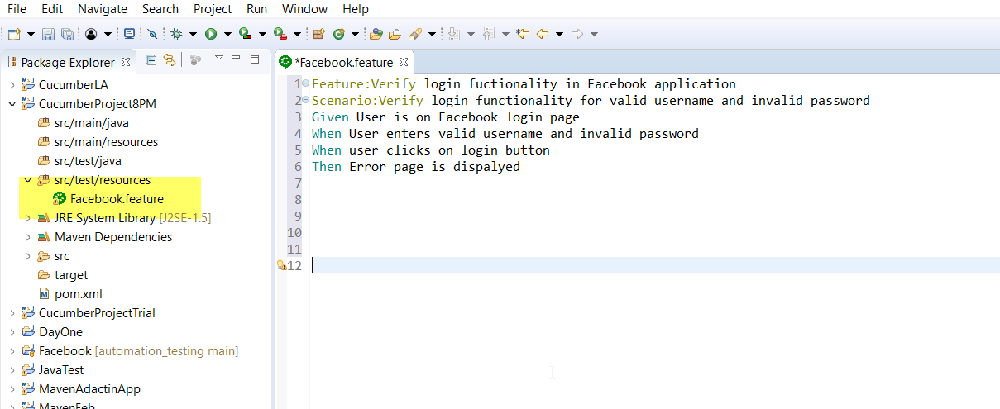 File Edit Navigate Search Project Run Window Help
Package Explorer
CucumberLA
CucumberProject8PM
src/main/java
src/main/resources
src/test/java
src/test/resources
Facebook.feature
JRE System Library [J2SE-1.5]
Maven Dependencies
src
target
pom.xml
CucumberProjectTrial
DayOne
Facebook [automation_testing main]
JavaTest
MavenAdactinApp
MavenFeb
*Facebook.feature
1 Feature:Verify login fuctionality in Facebook application
2 Scenario:Verify login functionality for valid username and invalid password
3 Given User is on Facebook login page
4 When User enters valid username and invalid password
5 When user clicks on login button
6 Then Error page is dispalyed
7
8
9
10
11
12